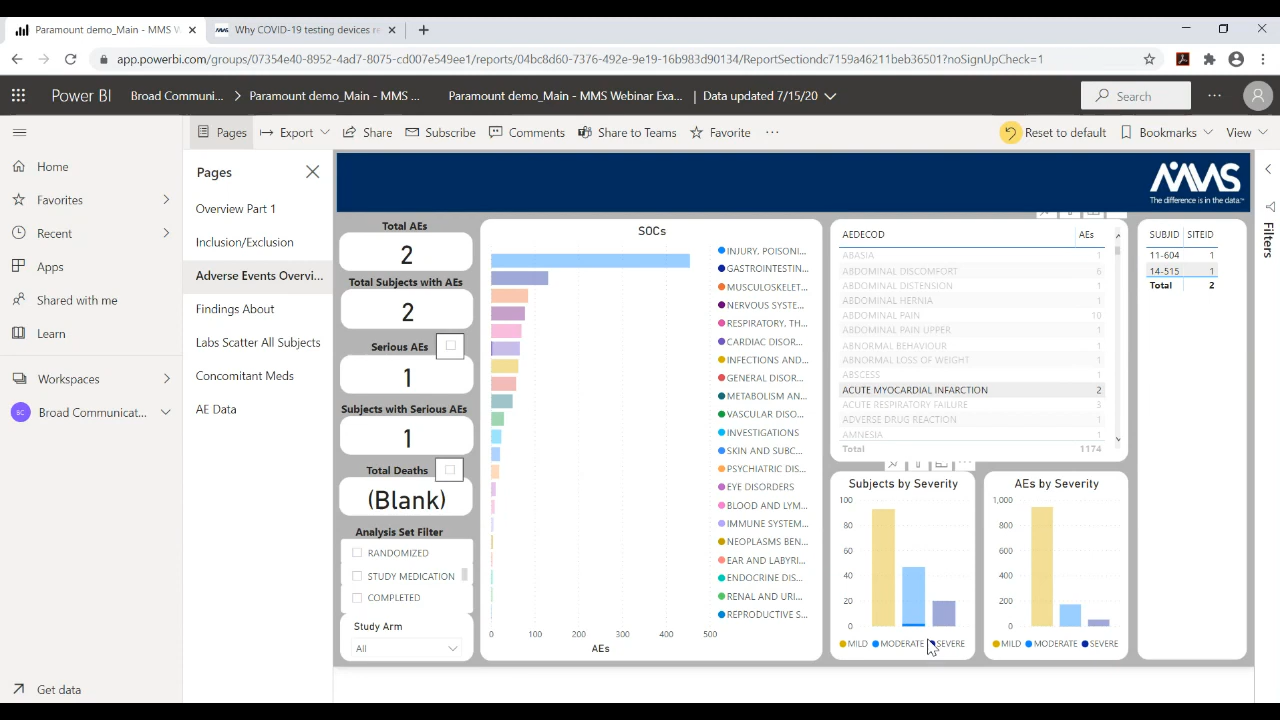 Paramount demo_Main - MMS W
Why COVID-19 testing devices re
app.powerbi.com/groups/07354e40-8952-4ad7-8075-cd007e549ee1/reports/04bb8d60-7376-492e-9e19-16b983d90134/ReportSectiondc7159a46211beb36501?noSignUpCheck=1
Power BI Broad Communi... > Paramount demo_Main - MMS ... Paramount demo_Main - MMS Webinar Exa... | Data updated 7/15/20 Search
Pages Export Share Subscribe Comments Share to Teams Favorite ... Reset to default Bookmarks View
Home
Favorites
Recent
Apps
Shared with me
Learn
Workspaces
SC Broad Communicat...
Get data
Pages
Overview Part 1
Inclusion/Exclusion
Adverse Events Overvi...
Findings About
Labs Scatter All Subjects
Concomitant Meds
AE Data
MMS
The difference is in the data.™
Total AEs
2
Total Subjects with AEs
2
Serious AEs
1
Subjects with Serious AEs
1
Total Deaths
(Blank)
Analysis Set Filter
RANDOMIZED
STUDY MEDICATION
COMPLETED
Study Arm
All
SOCs
INJURY, POISONI...
GASTROINTESTIN...
MUSCULOSKELET...
NERVOUS SYSTE...
RESPIRATORY, TH...
CARDIAC DISOR...
INFECTIONS AND...
GENERAL DISOR...
METABOLISM AN...
VASCULAR DISO...
INVESTIGATIONS
SKIN AND SUBC...
PSYCHIATRIC DIS...
EYE DISORDERS
BLOOD AND LYM...
IMMUNE SYSTEM...
NEOPLASMS BEN...
EAR AND LABYRI...
ENDOCRINE DIS...
RENAL AND URI...
REPRODUCTIVE S...
0 100 200 300 400 500
AEs
AEDECOD AEs
ABASIA 1
ABDOMINAL DISCOMFORT 6
ABDOMINAL DISTENSION 1
ABDOMINAL HERNIA 1
ABDOMINAL PAIN 10
ABDOMINAL PAIN UPPER 1
ABNORMAL BEHAVIOUR 1
ABNORMAL LOSS OF WEIGHT 1
ABSCESS 1
ACUTE MYOCARDIAL INFARCTION 2
ACUTE RESPIRATORY FAILURE 3
ADVERSE DRUG REACTION 1
AMNESIA 1
Total 1174
Subjects by Severity
100
80
60
40
20
0
MILD MODERATE SEVERE
AEs by Severity
1,000
800
600
400
200
0
MILD MODERATE SEVERE
SUBJID SITEID
11-604 1
14-515 1
Total 2
Filters